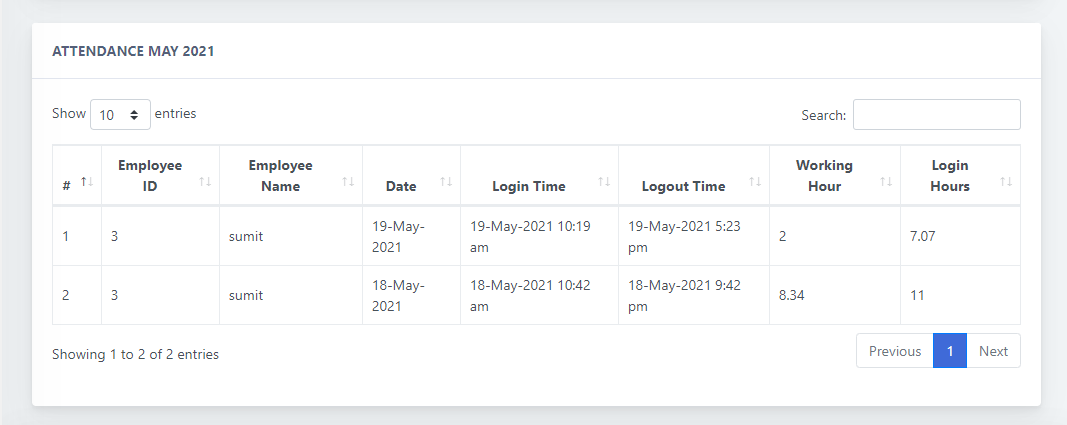 ATTENDANCE MAY 2021
Show 10 entries
Search:
# Employee ID Employee Name Date Login Time Logout Time Working Hour Login Hours
1 3 sumit 19-May-2021 19-May-2021 10:19 am 19-May-2021 5:23 pm 2 7.07
2 3 sumit 18-May-2021 18-May-2021 10:42 am 18-May-2021 9:42 pm 8.34 11
Showing 1 to 2 of 2 entries
Previous 1 Next